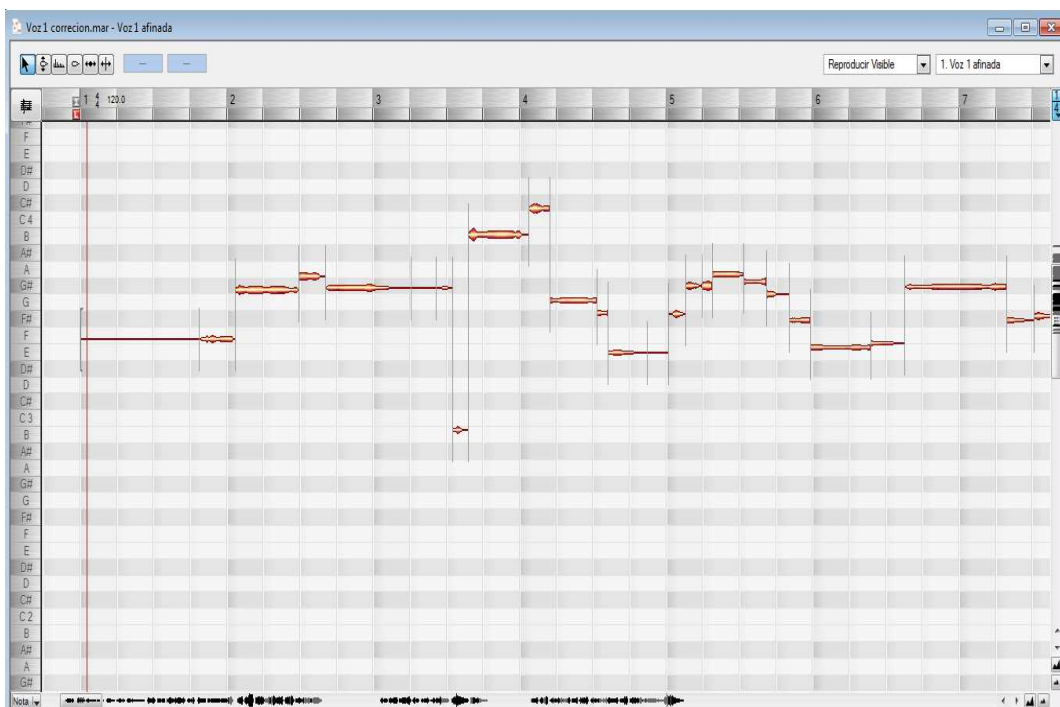 Voz 1 correcion.mar - Voz 1 afinada
Reproducir Visible 1. Voz 1 afinada
1 4/4 120.0 2 3 4 5 6 7
F
E
D#
D
C#
C 4
B
A#
A
G#
G
F#
F
E
D#
D
C#
C 3
B
A#
A
G#
G
F#
F
E
D#
D
C#
C 2
B
A#
A
G#
Nota